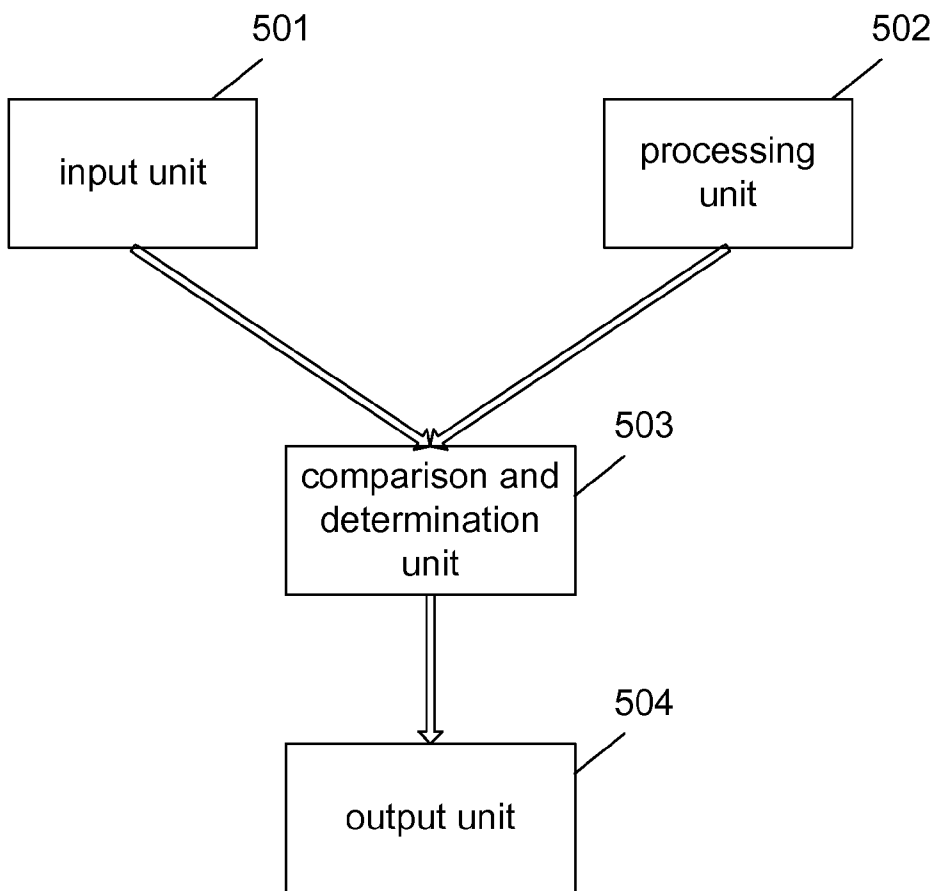 501
502
input unit
processing
unit
503
comparison and
determination
unit
504
output unit